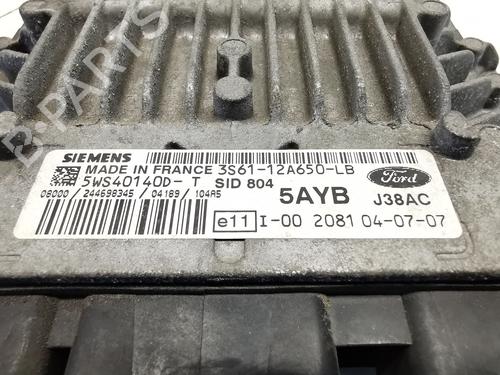 SIEMENS
MADE IN FRANCE 3S61-12A650-LB
5WS40140D-T SID 804
08000 / 244698345 / 04189 / 104A5
5AYB
Ford
J38AC
e11 I-00 2081 04-07-07
B-PARTS